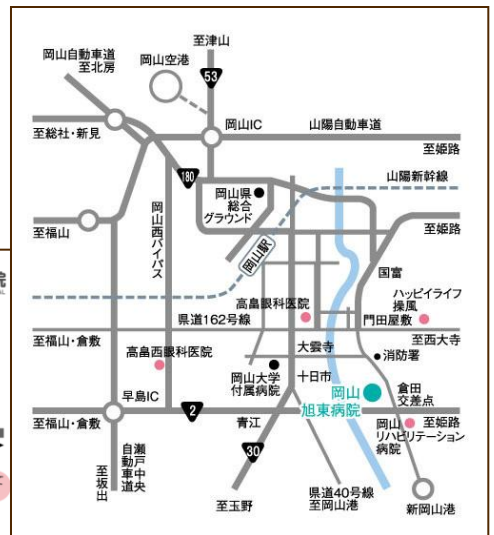 至津山
岡山自動車道
至北房
岡山空港
53
岡山IC
山陽自動車道
至総社・新見
至姫路
180
山陽新幹線
岡山県
総合
グラウンド
至福山
岡山西バイパス
岡山駅
至姫路
国富
ハッピイライフ
操風
高畠眼科医院
県道162号線
門田屋敷
至福山・倉敷
至西大寺
大雲寺
消防署
高畠西眼科医院
岡山大学
付属病院
十日市
岡山
旭東病院
倉田
交差点
早島IC
2
至福山・倉敷
青江
至姫路
岡山
リハビリテーション
病院
瀬戸中央
自動車道
至坂出
30
至玉野
県道40号線
至岡山港
新岡山港
院